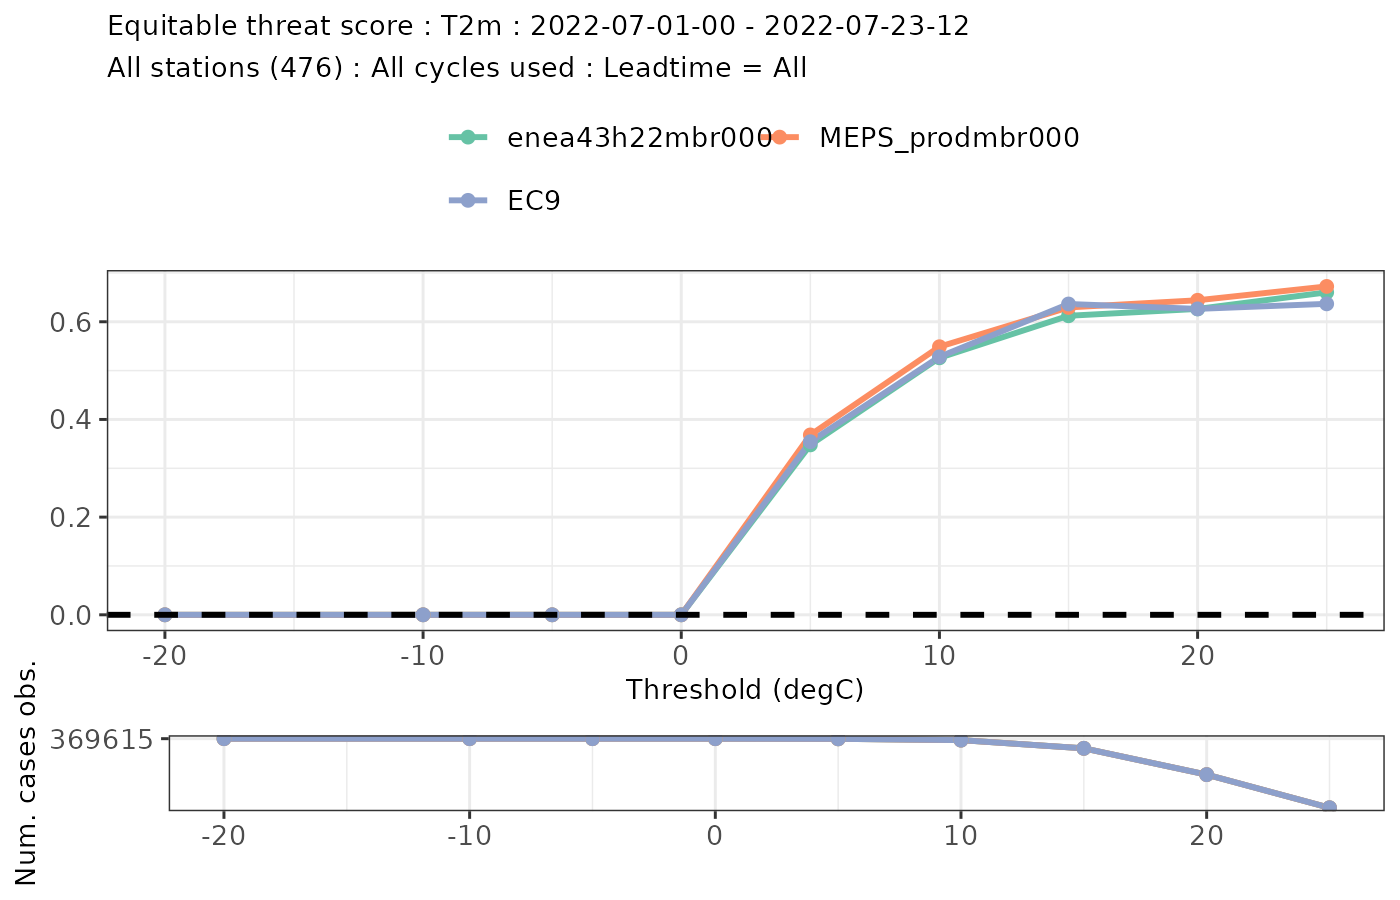 Equitable threat score : T2m : 2022-07-01-00 - 2022-07-23-12
All stations (476) : All cycles used : Leadtime = All
enea43h22mbr000 MEPS_prodmbr000
EC9
0.6
0.4
0.2
0.0
-20 -10 0 10 20
Threshold (degC)
Num. cases obs.
369615
-20 -10 0 10 20